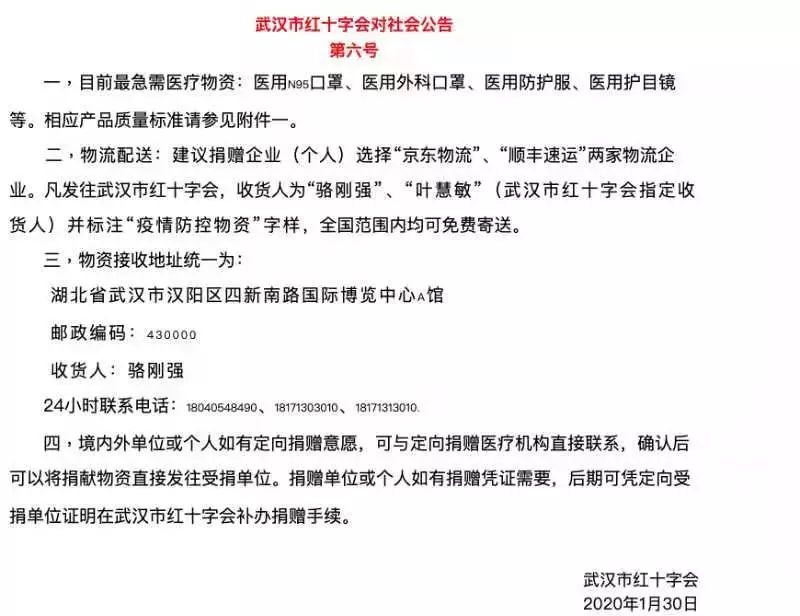 武汉市红十字会对社会公告
第六号
一，目前最急需医疗物资：医用N95口罩、医用外科口罩、医用防护服、医用护目镜
等。相应产品质量标准请参见附件一。
二，物流配送：建议捐赠企业（个人）选择“京东物流”、“顺丰速运”两家物流企
业。凡发往武汉市红十字会，收货人为“骆刚强”、“叶慧敏”（武汉市红十字会指定收
货人）并标注“疫情防控物资”字样，全国范围内均可免费寄送。
三，物资接收地址统一为：
湖北省武汉市汉阳区四新南路国际博览中心A馆
邮政编码：430000
收货人：骆刚强
24小时联系电话：18040548490、18171303010、18171313010.
四，境内外单位或个人如有定向捐赠意愿，可与定向捐赠医疗机构直接联系，确认后
可以将捐献物资直接发往受捐单位。捐赠单位或个人如有捐赠凭证需要，后期可凭定向受
捐单位证明在武汉市红十字会补办捐赠手续。
武汉市红十字会
2020年1月30日